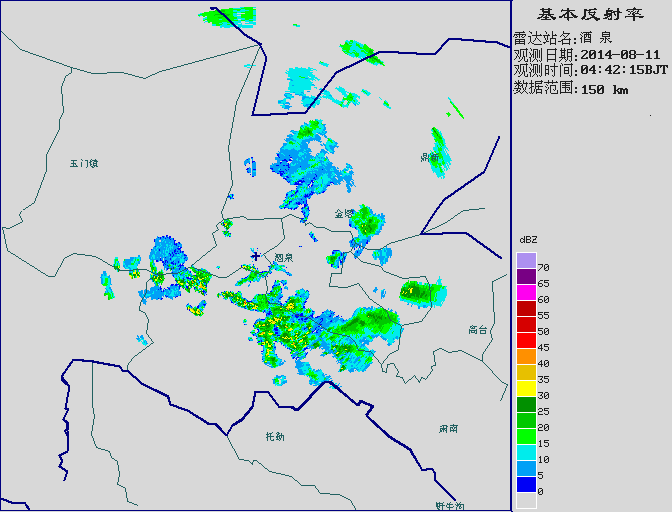 基本反射率
雷达站名:酒 泉
观测日期:2014-08-11
观测时间:04:42:15BJT
数据范围:150 km
玉门镇
鼎新
金塔
酒泉
高台
托勒
肃南
野牛沟
dBZ
70
65
60
55
50
45
40
35
30
25
20
15
10
5
0